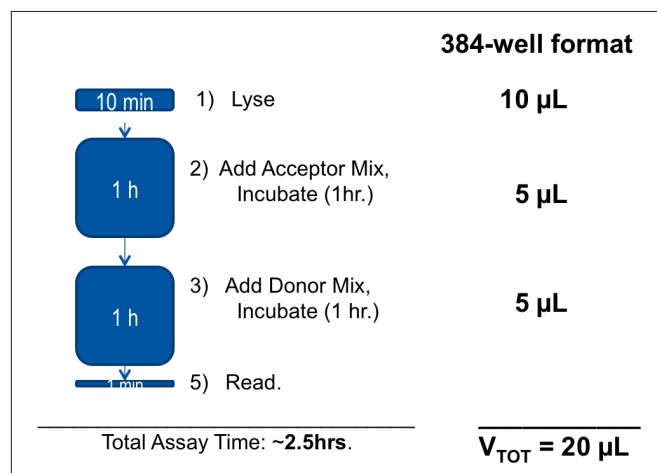 384-well format
10 min
1) Lyse
10 µL
1 h
2) Add Acceptor Mix,
Incubate (1hr.)
5 µL
1 h
3) Add Donor Mix,
Incubate (1 hr.)
5 µL
1 min
5) Read.
Total Assay Time: ~2.5hrs.
VTOT = 20 µL